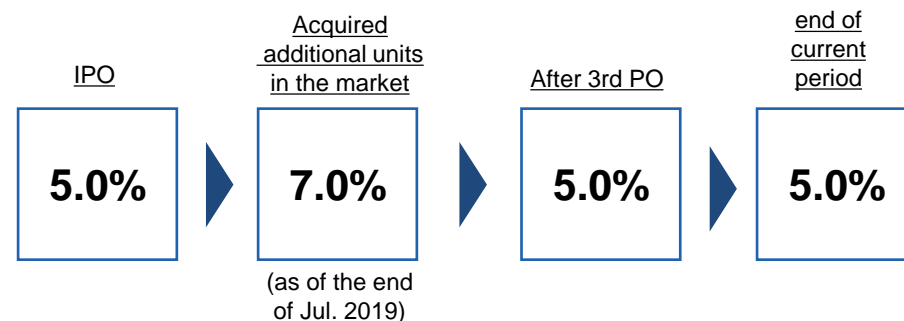 IPO
5.0%
Acquired
additional units
in the market
7.0%
(as of the end
of Jul. 2019)
After 3rd PO
5.0%
end of
current
period
5.0%